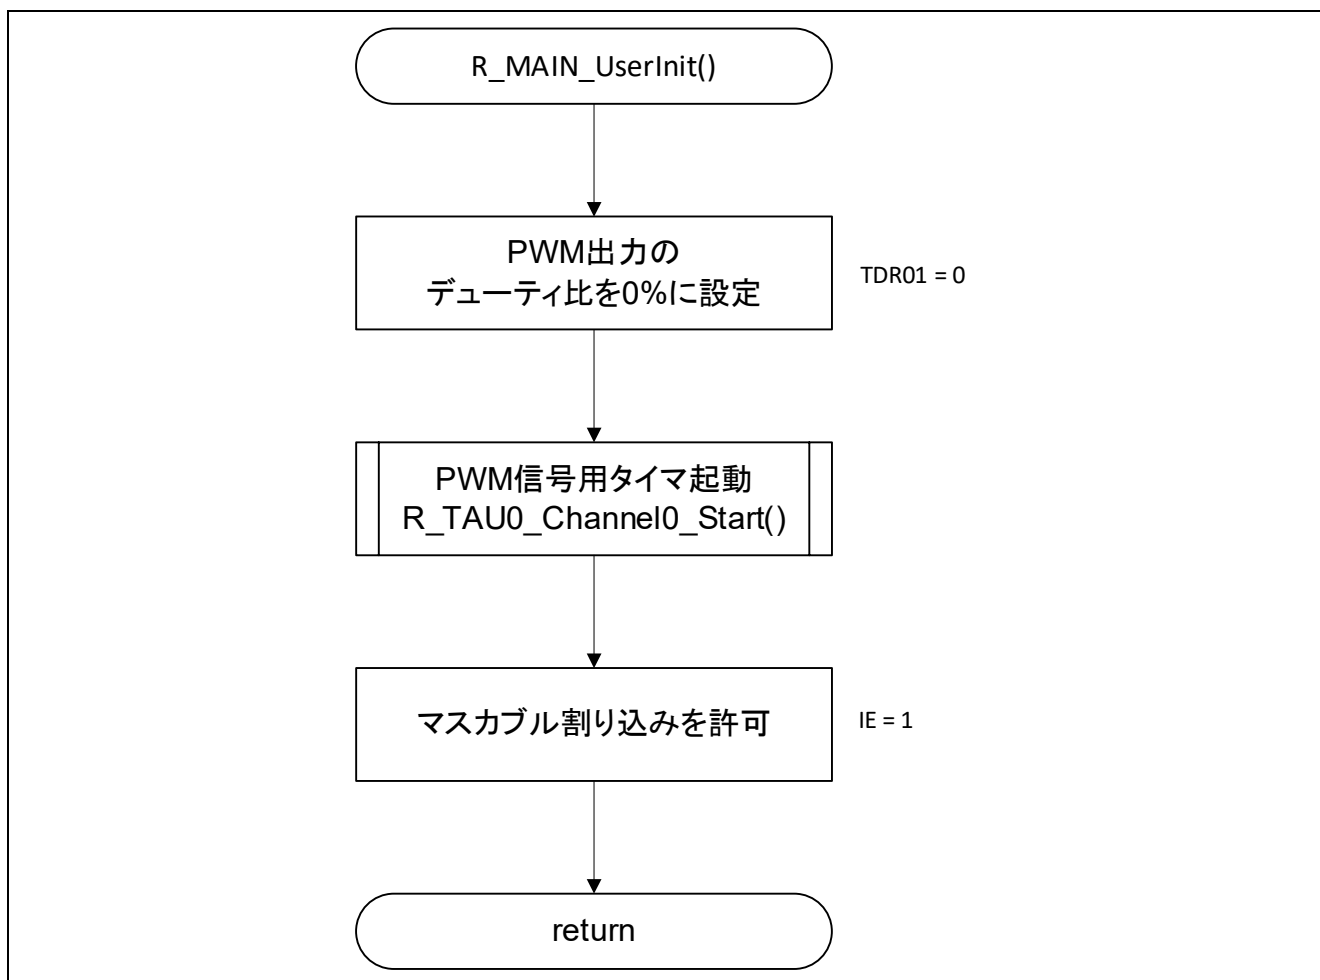 R_MAIN_UserInit()
PWM出力の
デューティ比を0%に設定
TDR01 = 0
PWM信号用タイマ起動
R_TAU0_Channel0_Start()
マスカブル割り込みを許可
IE = 1
return